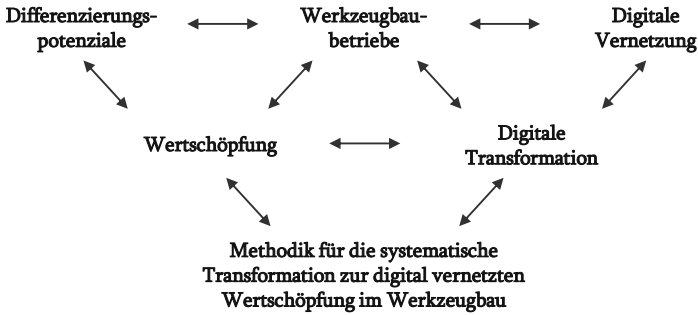 Differenzierungs-
potenziale
Werkzeugbau-
betriebe
Digitale
Vernetzung
Wertschöpfung
Digitale
Transformation
Methodik für die systematische
Transformation zur digital vernetzten
Wertschöpfung im Werkzeugbau